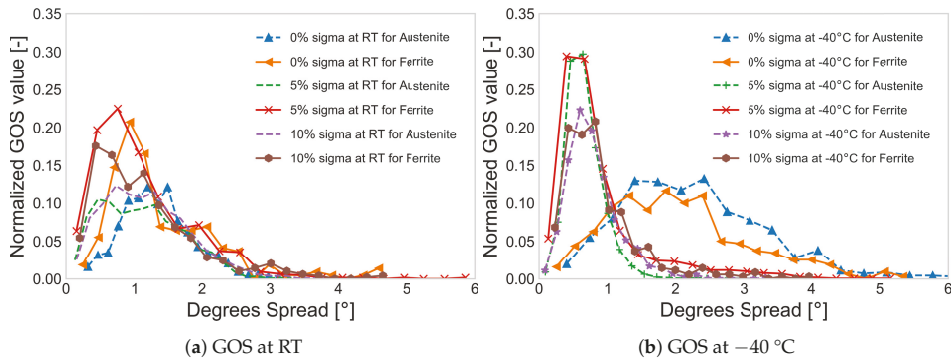 0.35
0.30
0.25
0.20
0.15
0.10
0.05
0.00
Normalized GOS value [-]
0% sigma at RT for Austenite
0% sigma at RT for Ferrite
5% sigma at RT for Austenite
5% sigma at RT for Ferrite
10% sigma at RT for Austenite
10% sigma at RT for Ferrite
0 1 2 3 4 5 6
Degrees Spread [°]
(a) GOS at RT
0.35
0.30
0.25
0.20
0.15
0.10
0.05
0.00
Normalized GOS value [-]
0% sigma at -40°C for Austenite
0% sigma at -40°C for Ferrite
5% sigma at -40°C for Austenite
5% sigma at -40°C for Ferrite
10% sigma at -40°C for Austenite
10% sigma at -40°C for Ferrite
0 1 2 3 4 5 6
Degrees Spread [°]
(b) GOS at −40 °C